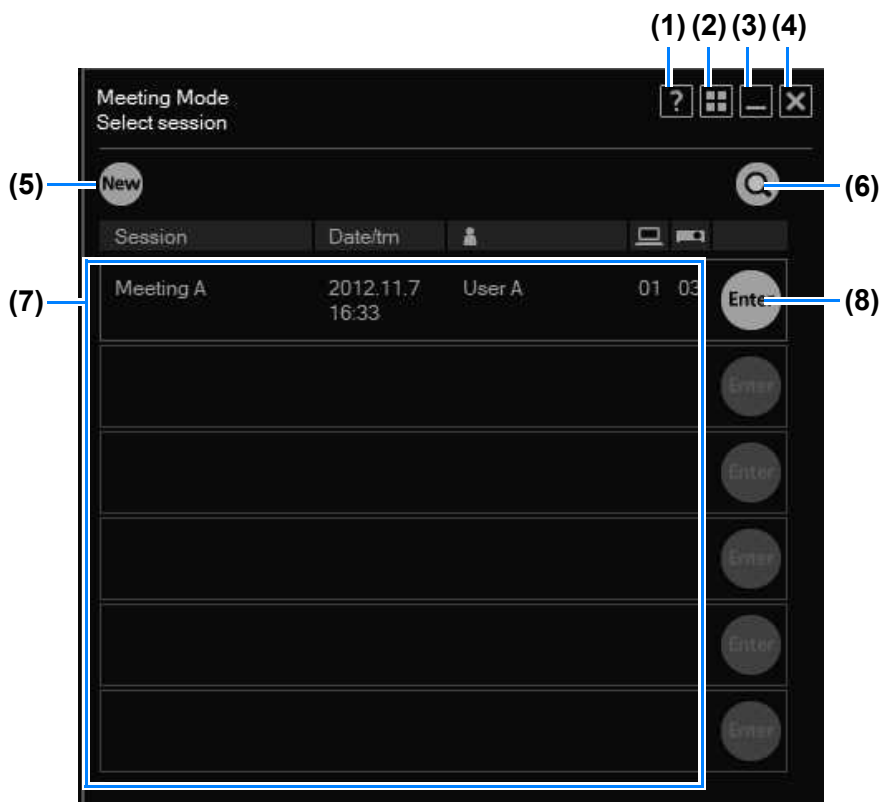 (1) (2) (3) (4)
Meeting Mode
Select session
?
(5) New (6)
Session Date/tm
(7) Meeting A 2012.11.7 User A 01 03 Enter (8)
16:33
Enter
Enter
Enter
Enter
Enter